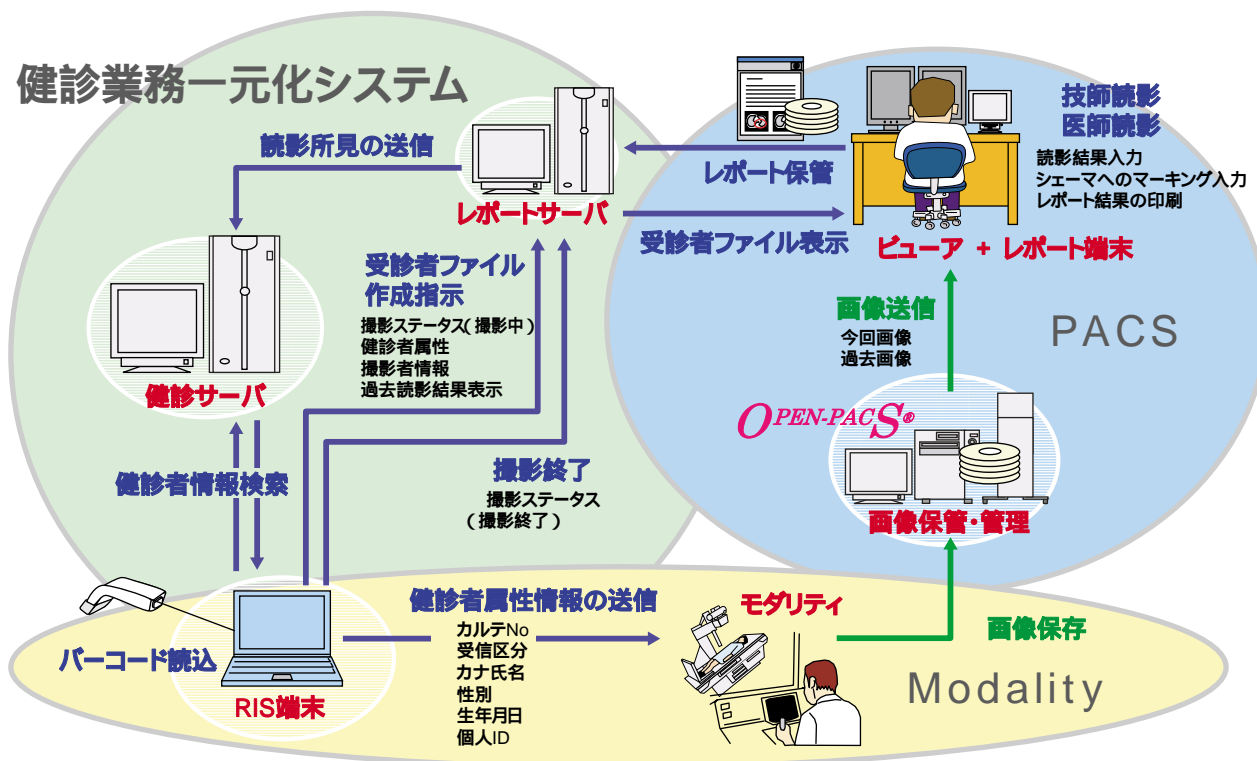 健診業務一元化システム
読影所見の送信
レポートサーバ
レポート保管
受診者ファイル表示
技師読影
医師読影
読影結果入力
シェーマへのマーキング入力
レポート結果の印刷
ビューア + レポート端末
受診者ファイル
作成指示
撮影ステータス(撮影中)
健診者属性
撮影者情報
過去読影結果表示
画像送信
今回画像
過去画像
PACS
健診サーバ
OPEN-PACS®
健診者情報検索
撮影終了
撮影ステータス
(撮影終了)
画像保管・管理
健診者属性情報の送信
カルテNo
受信区分
カナ氏名
性別
生年月日
個人ID
モダリティ
画像保存
バーコード読込
RIS端末
Modality